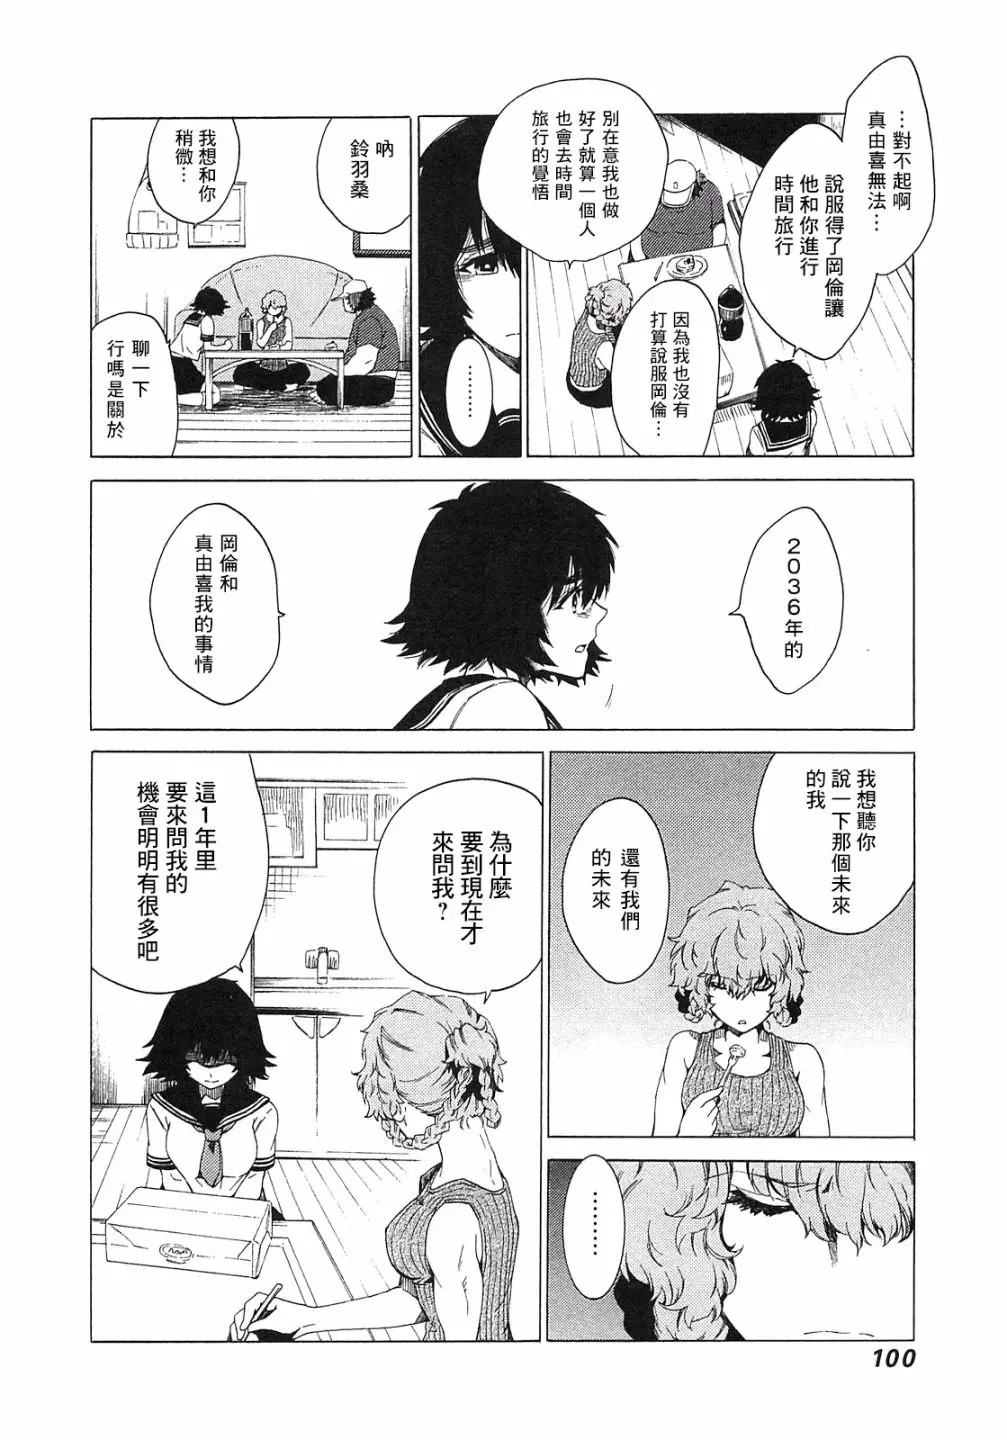 …對不起啊
真由喜無法…
說服得了岡倫讓
他和你進行
時間旅行
別在意我也做
好了就算一個人
也會去時間
旅行的覺悟
因為我也沒有
打算說服岡倫…
………
吶
鈴羽桑
我想和你
稍微…
聊一下
行嗎是關於
2036年的
岡倫和
真由喜我的事情
我想聽你
說一下那個未來
的我
還有我們
的未來
………
為什麼
要到現在才
來問我?
這1年里
要來問我的
機會明明有很多吧
100